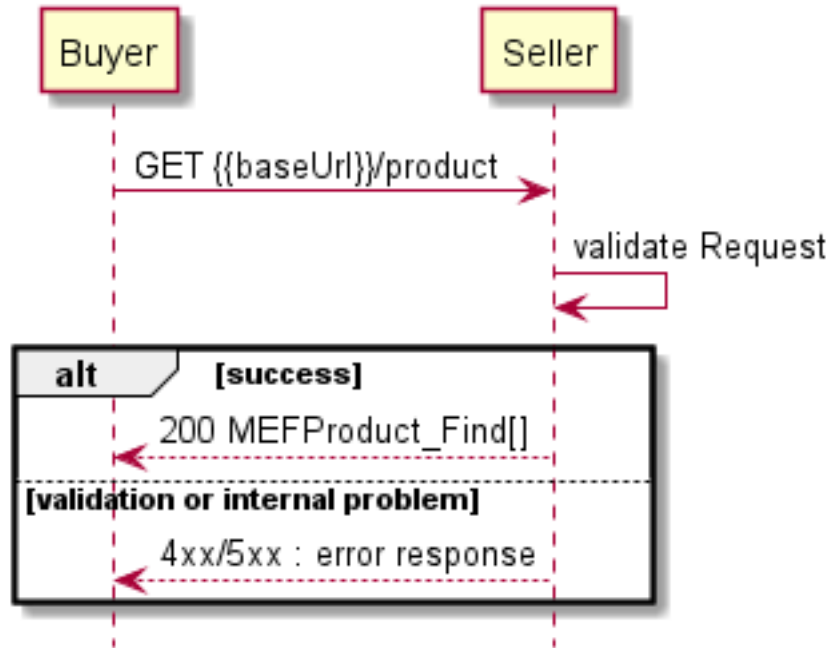 Buyer
Seller
GET {{baseUrl}}/product
validate Request
alt
[success]
200 MEFProduct_Find[]
[validation or internal problem]
4xx/5xx : error response